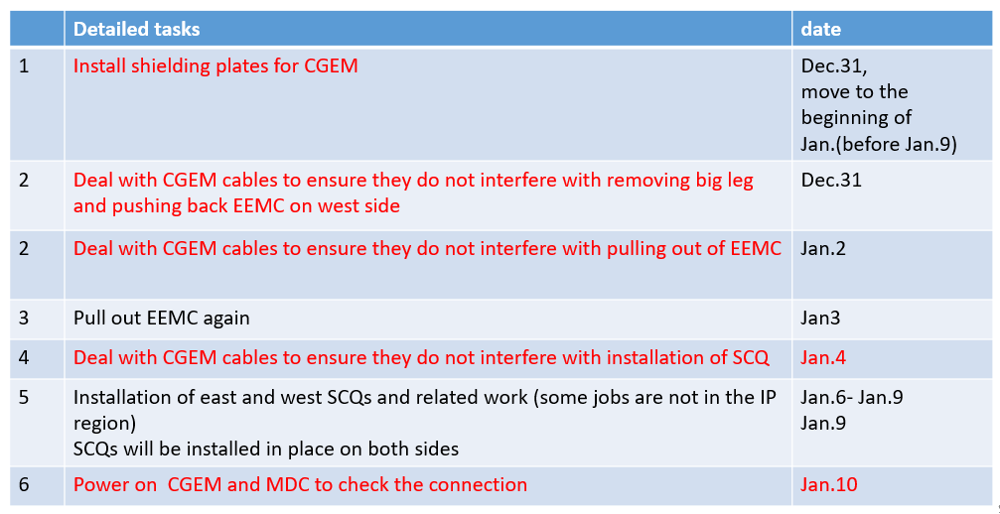 Detailed tasks date
1 Install shielding plates for CGEM Dec.31,
move to the
beginning of
Jan.(before Jan.9)
2 Deal with CGEM cables to ensure they do not interfere with removing big leg Dec.31
and pushing back EEMC on west side
2 Deal with CGEM cables to ensure they do not interfere with pulling out of EEMC Jan.2
3 Pull out EEMC again Jan3
4 Deal with CGEM cables to ensure they do not interfere with installation of SCQ Jan.4
5 Installation of east and west SCQs and related work (some jobs are not in the IP Jan.6- Jan.9
region) Jan.9
SCQs will be installed in place on both sides
6 Power on  CGEM and MDC to check the connection Jan.10